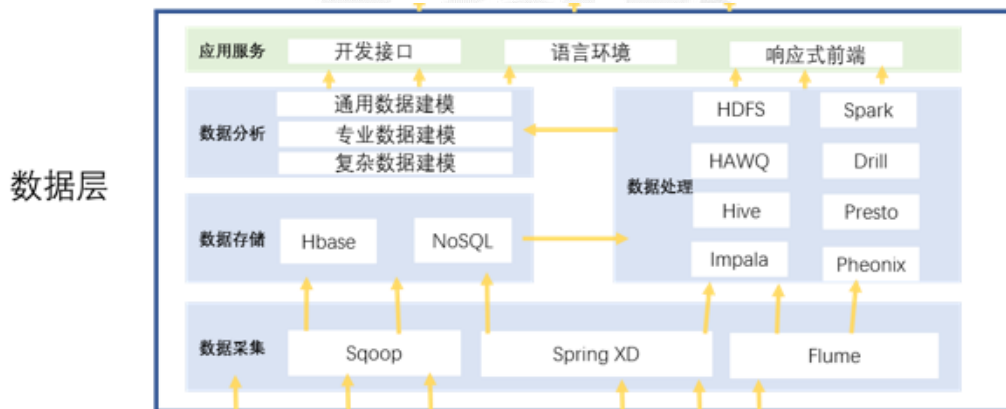 数据层
应用服务
开发接口
语言环境
响应式前端
数据分析
通用数据建模
专业数据建模
复杂数据建模
数据处理
HDFS
Spark
HAWQ
Drill
Hive
Presto
Impala
Pheonix
数据存储
Hbase
NoSQL
数据采集
Sqoop
Spring XD
Flume